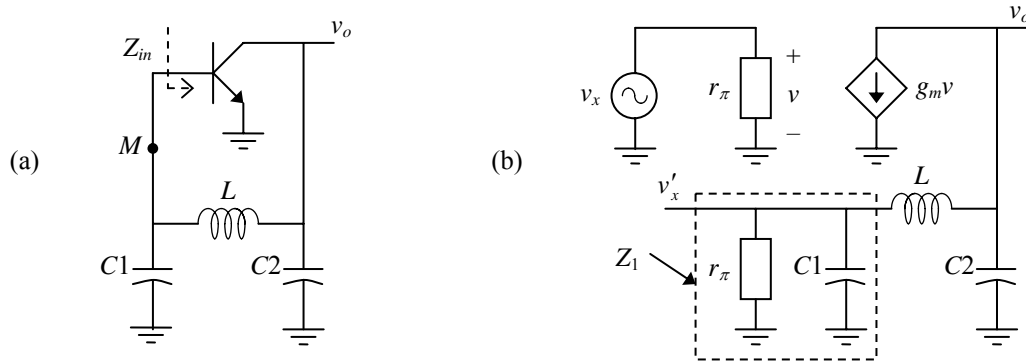 (a)
Z_in
v_o
M
L
C1
C2
(b)
v_x
r_π
+
v
−
g_m v
v_o
v′_x
Z_1
r_π
C1
L
C2